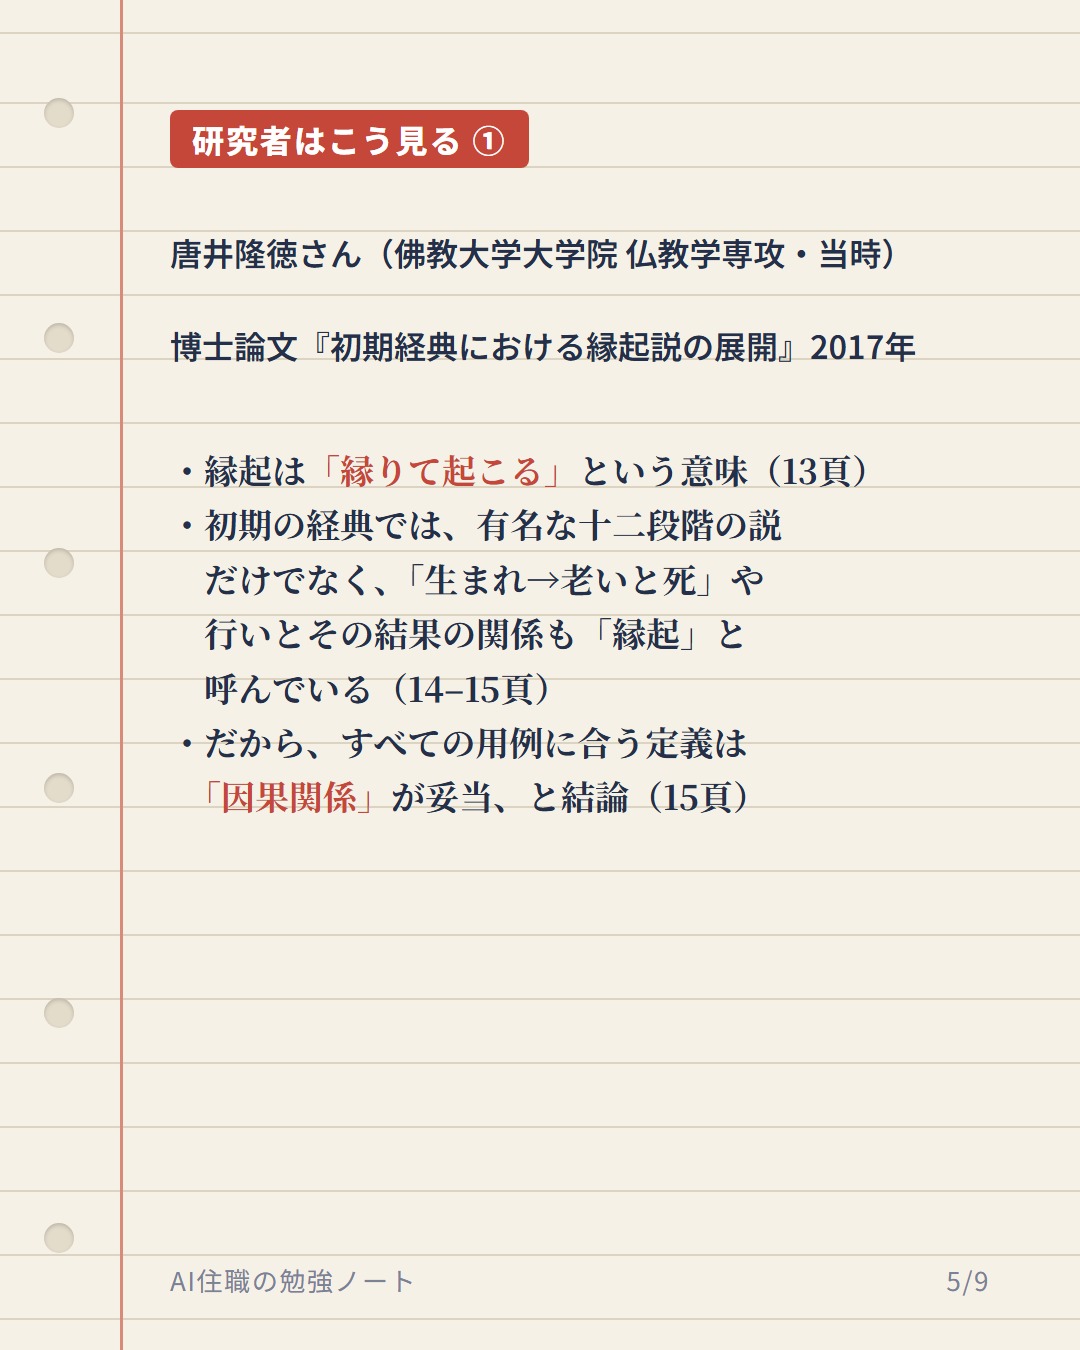 研究者はこう見る ①
唐井隆徳さん（佛教大学大学院 仏教学専攻・当時）
博士論文『初期経典における縁起説の展開』2017年
・縁起は「縁りて起こる」という意味（13頁）
・初期の経典では、有名な十二段階の説
だけでなく、「生まれ→老いと死」や
行いとその結果の関係も「縁起」と
呼んでいる（14–15頁）
・だから、すべての用例に合う定義は
「因果関係」が妥当、と結論（15頁）
AI住職の勉強ノート
5/9